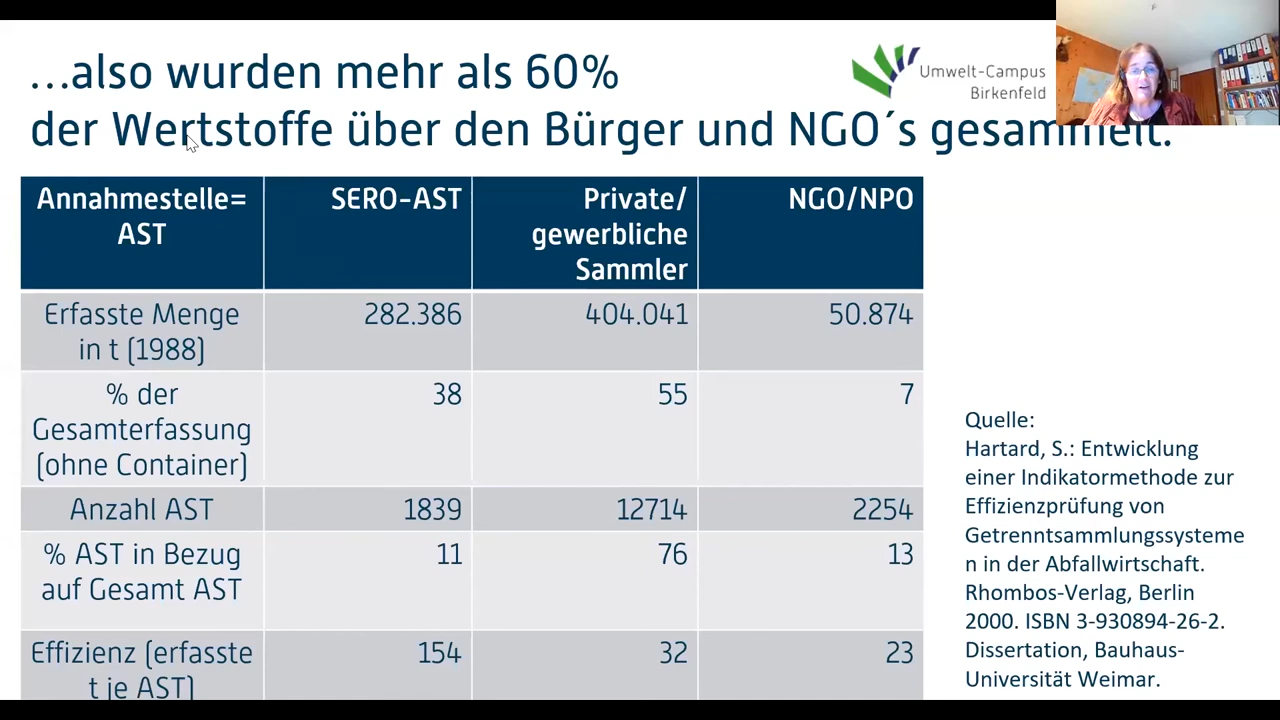 ...also wurden mehr als 60%
der Wertstoffe über den Bürger und NGO´s gesammelt.
Umwelt-Campus
Birkenfeld
Annahmestelle=
AST
SERO-AST
Private/
gewerbliche
Sammler
NGO/NPO
Erfasste Menge
in t (1988)
282.386
404.041
50.874
% der
Gesamterfassung
(ohne Container)
38
55
7
Anzahl AST
1839
12714
2254
% AST in Bezug
auf Gesamt AST
11
76
13
Effizienz (erfasste
t je AST)
154
32
23
Quelle:
Hartard, S.: Entwicklung
einer Indikatormethode zur
Effizienzprüfung von
Getrenntsammlungssysteme
n in der Abfallwirtschaft.
Rhombos-Verlag, Berlin
2000. ISBN 3-930894-26-2.
Dissertation, Bauhaus-
Universität Weimar.